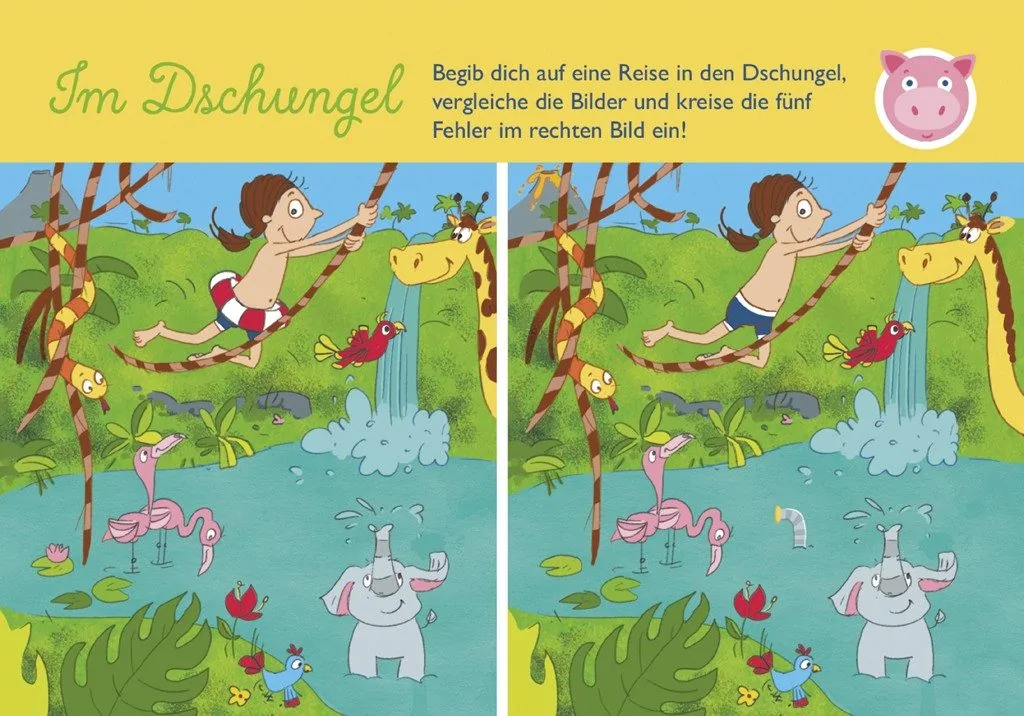 Im Dschungel
Begib dich auf eine Reise in den Dschungel,
vergleiche die Bilder und kreise die fünf
Fehler im rechten Bild ein!